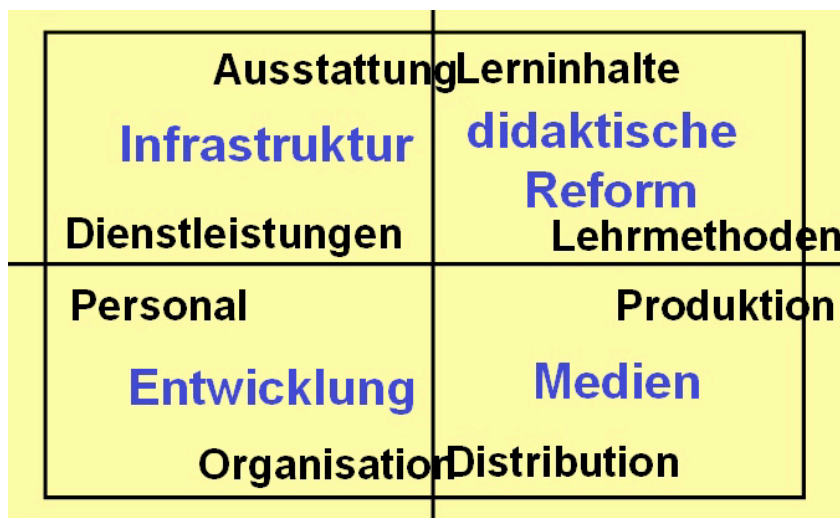 Ausstattung
Infrastruktur
Dienstleistungen
Lerninhalte
didaktische
Reform
Lehrmethoden
Personal
Entwicklung
Organisation
Produktion
Medien
Distribution